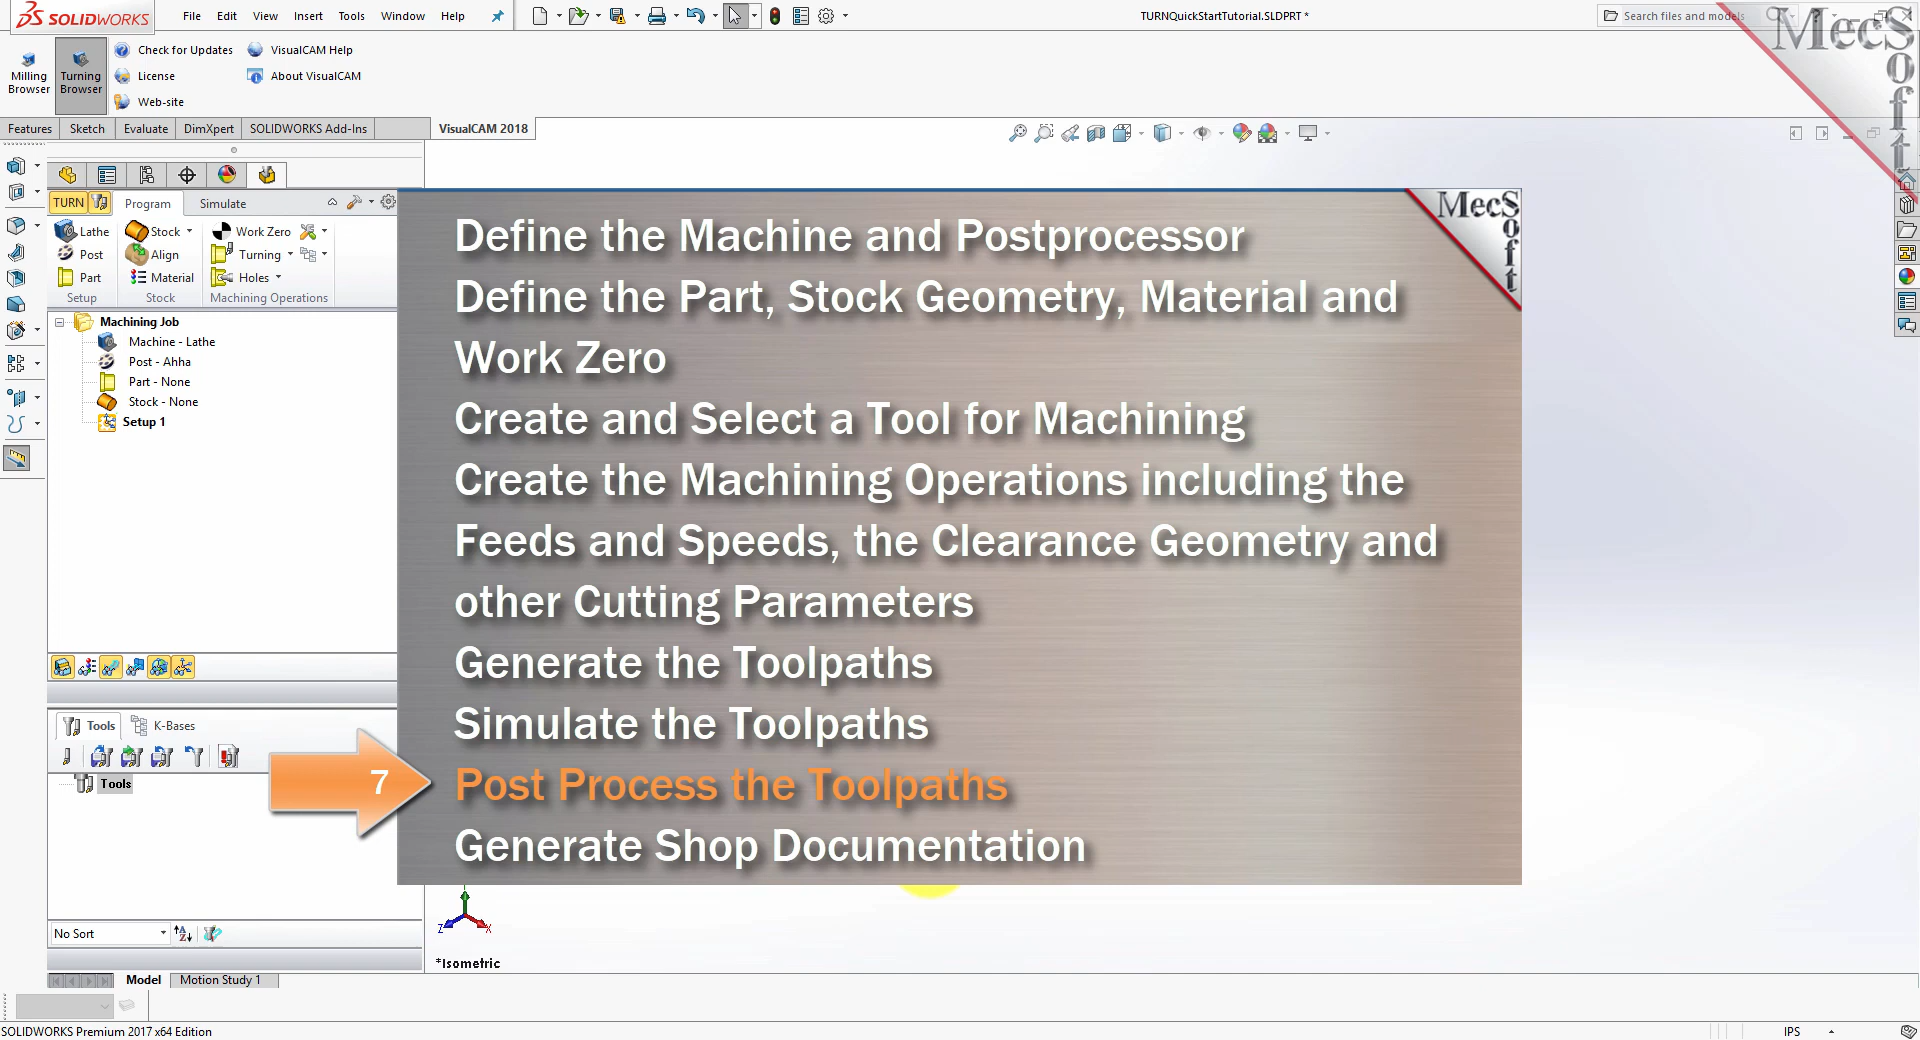 SOLIDWORKS
File Edit View Insert Tools Window Help
TURNQuickStartTutorial.SLDPRT *
Search files and models
MecSoft
Milling Browser
Turning Browser
Check for Updates
VisualCAM Help
License
About VisualCAM
Web-site
Features Sketch Evaluate DimXpert SOLIDWORKS Add-Ins VisualCAM 2018
TURN Program Simulate
Lathe Stock Work Zero
Post Align Turning
Part Material Holes
Setup Stock Machining Operations
Machining Job
Machine - Lathe
Post - Ahha
Part - None
Stock - None
Setup 1
MecSoft
Define the Machine and Postprocessor
Define the Part, Stock Geometry, Material and
Work Zero
Create and Select a Tool for Machining
Create the Machining Operations including the
Feeds and Speeds, the Clearance Geometry and
other Cutting Parameters
Generate the Toolpaths
Simulate the Toolpaths
7 Post Process the Toolpaths
Generate Shop Documentation
Tools K-Bases
Tools
No Sort
Z X
*Isometric
Model Motion Study 1
SOLIDWORKS Premium 2017 x64 Edition
IPS